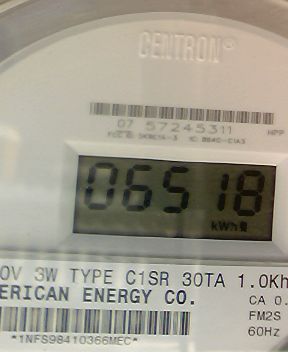 CENTRON®
07 57245311
HPP
06518
kWh
0V 3W TYPE C1SR 30TA 1.0Kh
ERICAN ENERGY CO.
CA 0.
FM2S
60Hz
*1NFS98410366MEC*